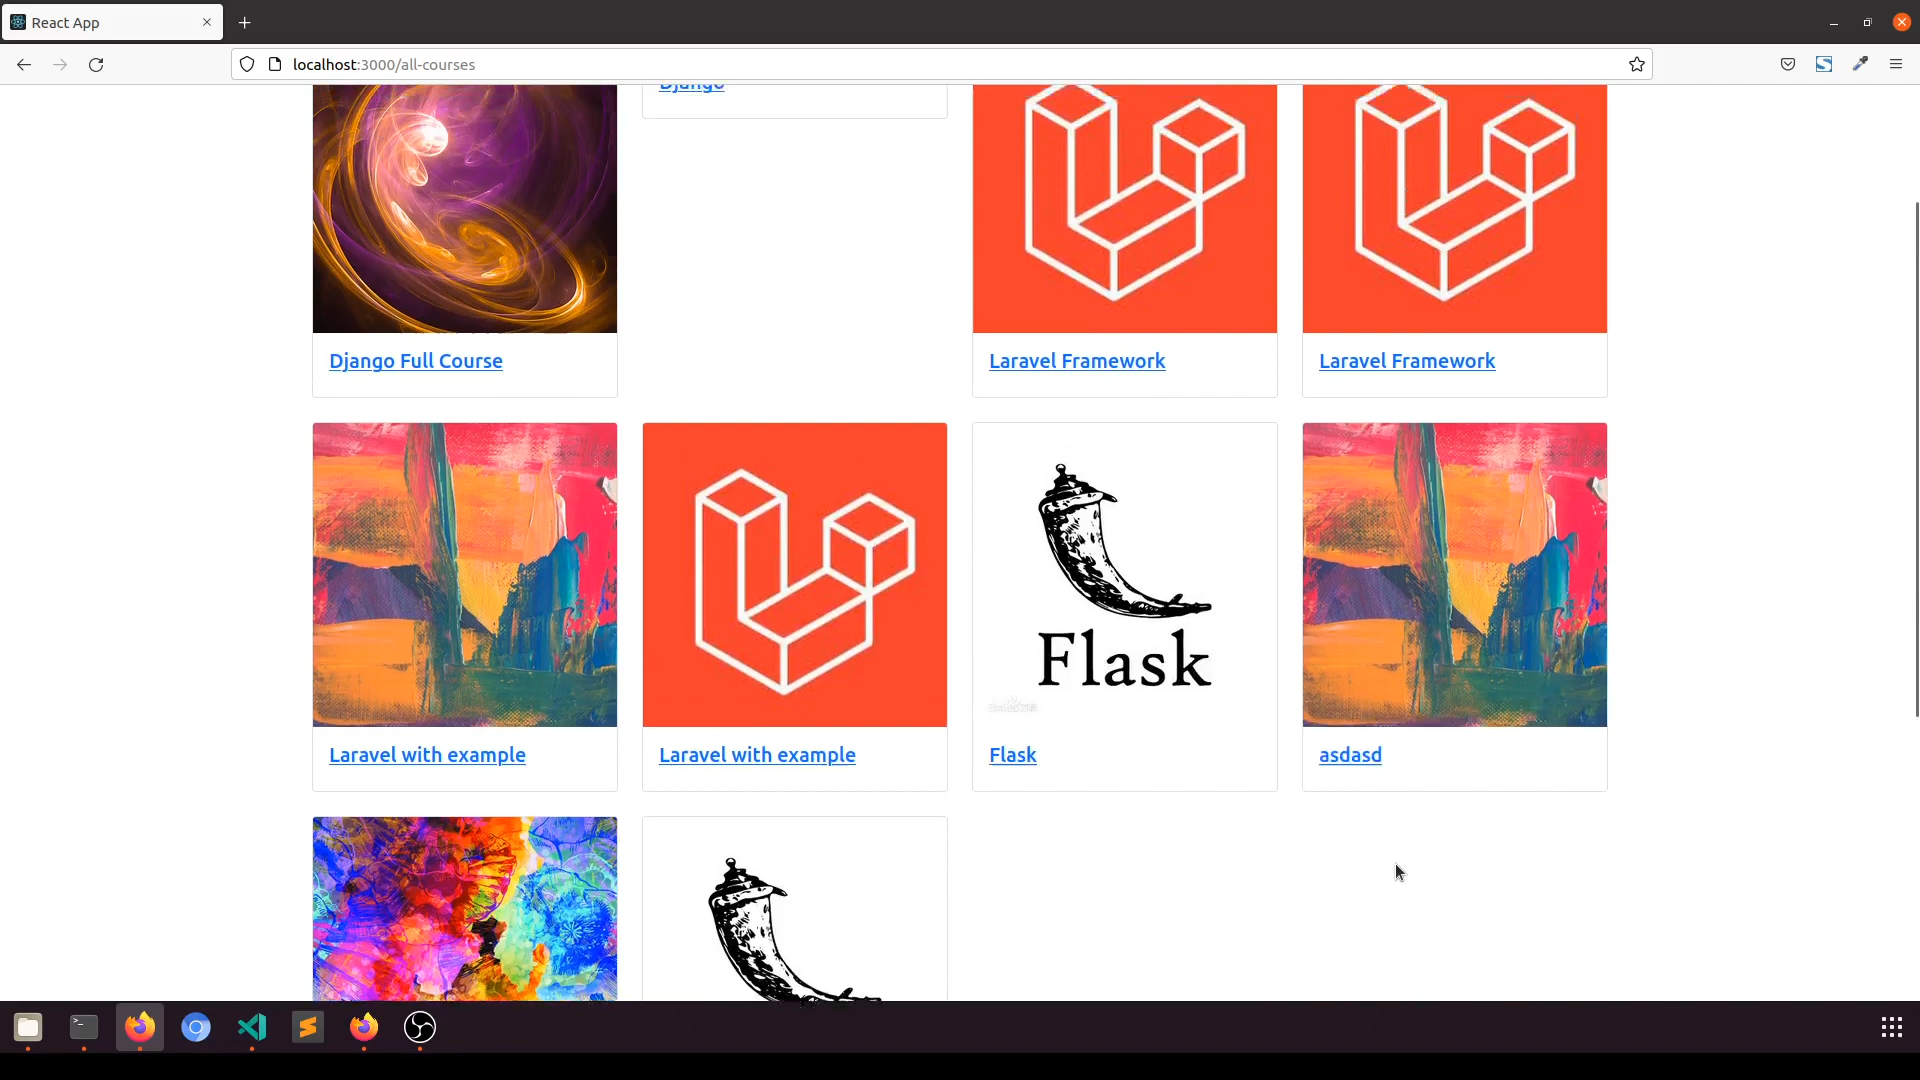 React App
localhost:3000/all-courses
Django
Django Full Course
Laravel Framework
Laravel Framework
Flask
Laravel with example
Laravel with example
Flask
asdasd